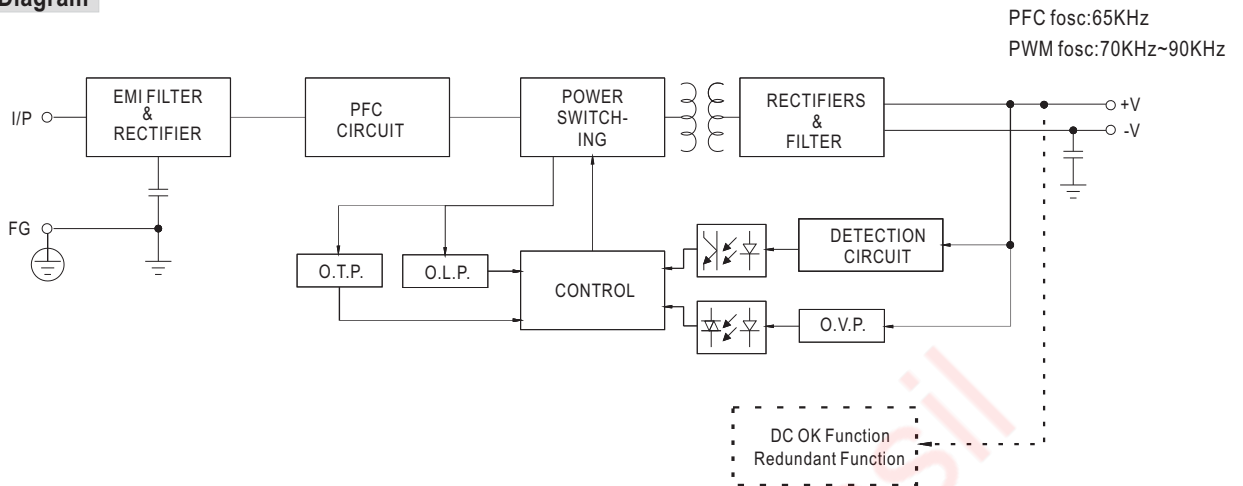 Diagram
PFC fosc:65KHz
PWM fosc:70KHz~90KHz
I/P
EMI FILTER
&
RECTIFIER
PFC
CIRCUIT
POWER
SWITCH-
ING
RECTIFIERS
&
FILTER
+V
-V
FG
O.T.P.
O.L.P.
CONTROL
DETECTION
CIRCUIT
O.V.P.
DC OK Function
Redundant Function
sil